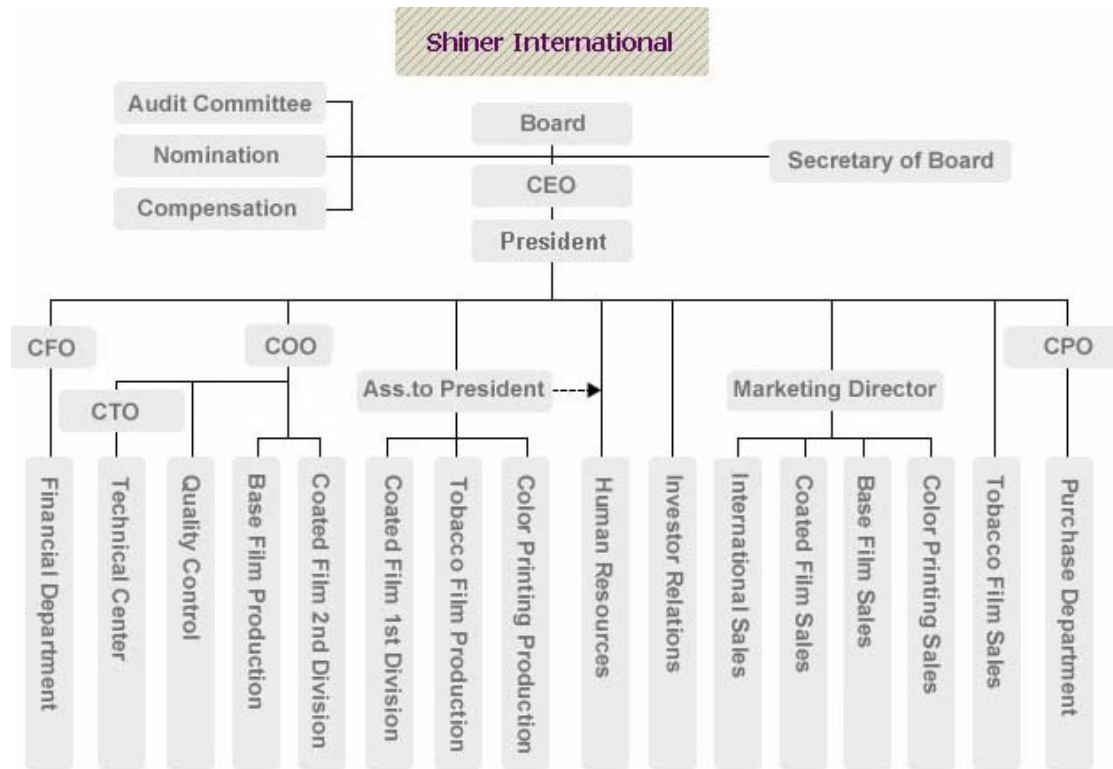 Shiner International
Audit Committee
Board
Nomination
Secretary of Board
CEO
Compensation
President
CFO
COO
CPO
Ass.to President
Marketing Director
CTO
Financial Department
Technical Center
Quality Control
Base Film Production
Coated Film 2nd Division
Coated Film 1st Division
Tobacco Film Production
Color Printing Production
Human Resources
Investor Relations
International Sales
Coated Film Sales
Base Film Sales
Color Printing Sales
Tobacco Film Sales
Purchase Department